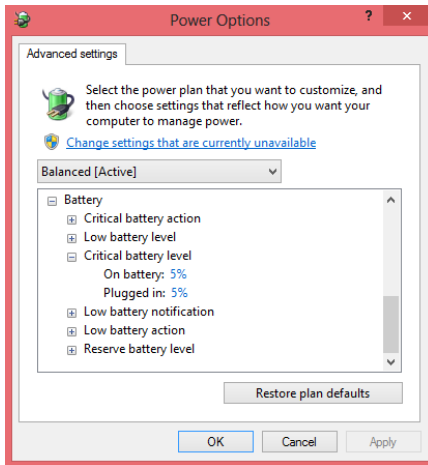 Power Options
?
×
Advanced settings
Select the power plan that you want to customize, and
then choose settings that reflect how you want your
computer to manage power.
Change settings that are currently unavailable
Balanced [Active]
Battery
Critical battery action
Low battery level
Critical battery level
On battery: 5%
Plugged in: 5%
Low battery notification
Low battery action
Reserve battery level
Restore plan defaults
OK Cancel Apply